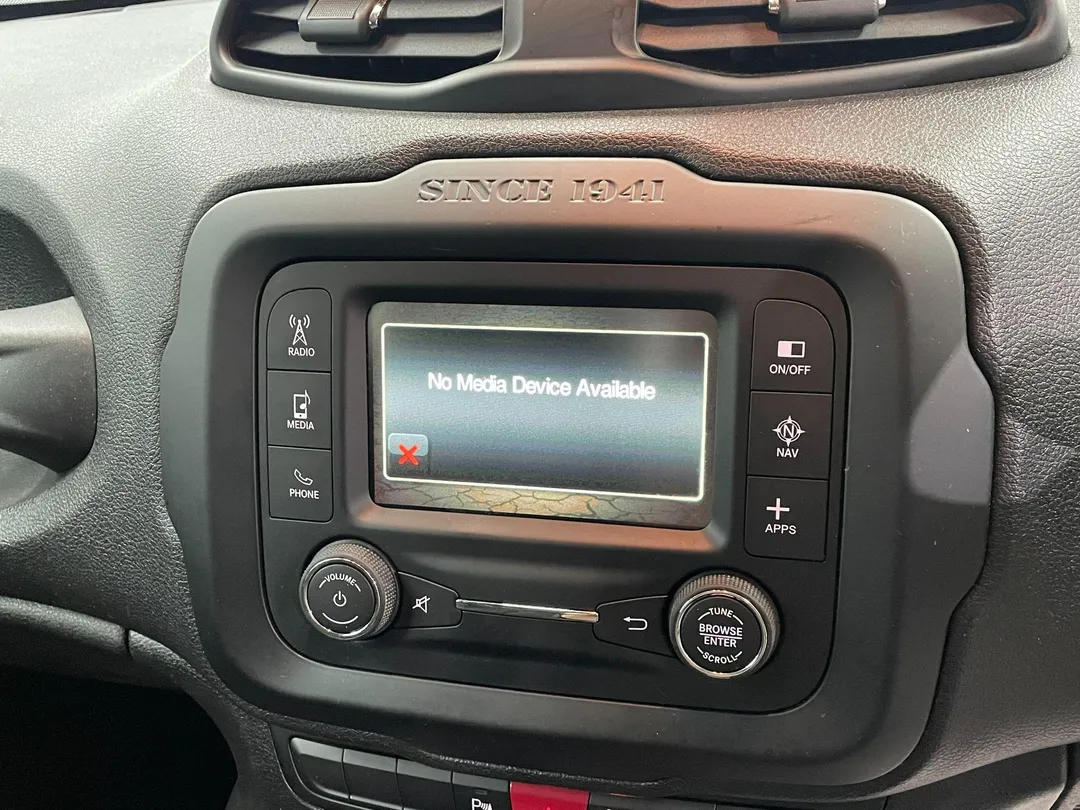 SINCE 1941
RADIO
MEDIA
PHONE
No Media Device Available
ON/OFF
N
NAV
APPS
VOLUME
TUNE
BROWSE
ENTER
SCROLL
P